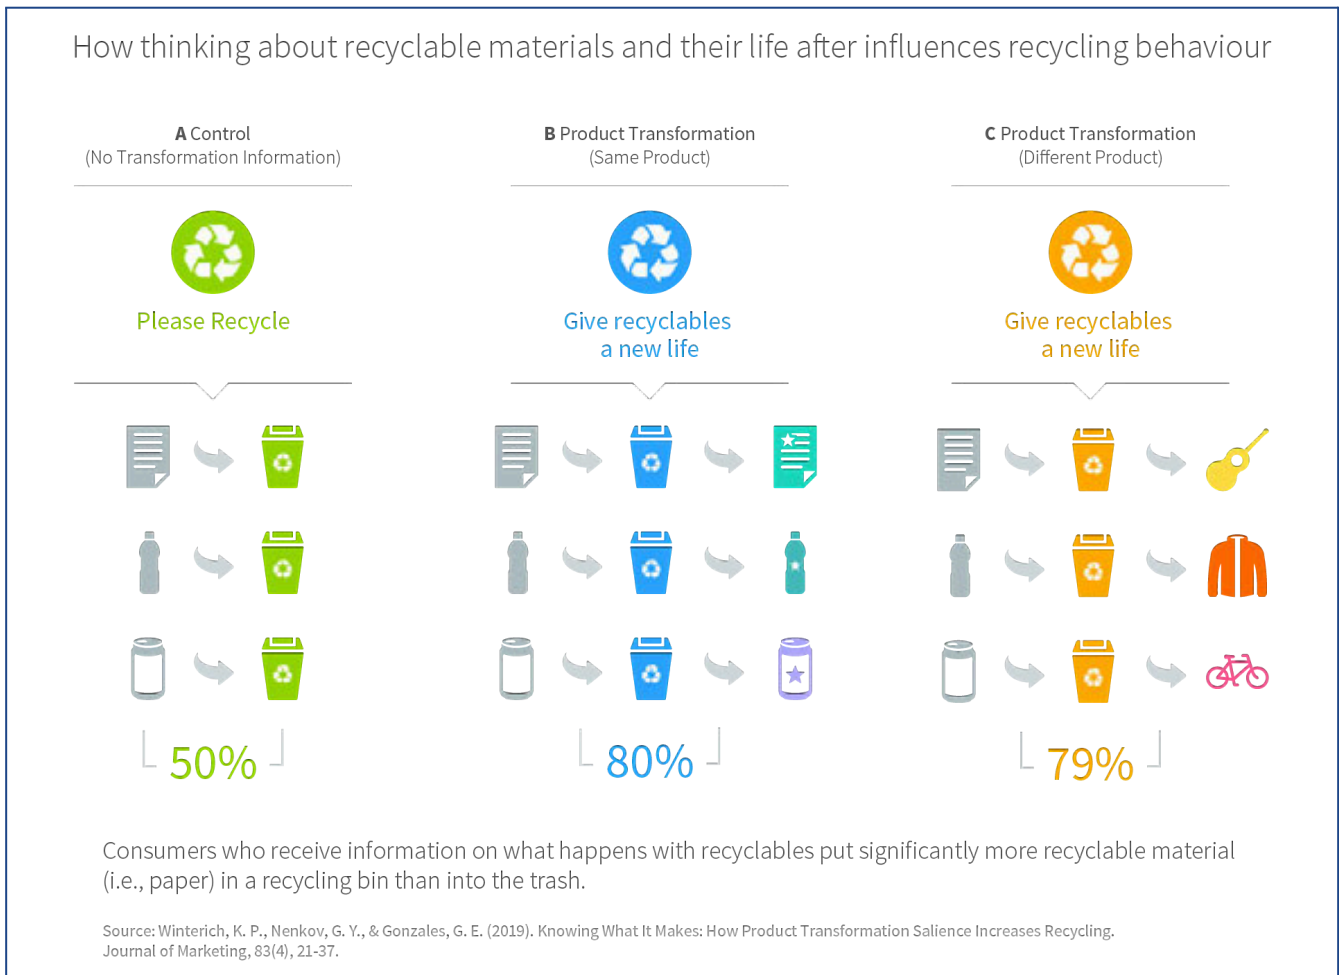 How thinking about recyclable materials and their life after influences recycling behaviour
A Control
(No Transformation Information)
Please Recycle
50%
B Product Transformation
(Same Product)
Give recyclables
a new life
80%
C Product Transformation
(Different Product)
Give recyclables
a new life
79%
Consumers who receive information on what happens with recyclables put significantly more recyclable material
(i.e., paper) in a recycling bin than into the trash.
Source: Winterich, K. P., Nenkov, G. Y., & Gonzales, G. E. (2019). Knowing What It Makes: How Product Transformation Salience Increases Recycling.
Journal of Marketing, 83(4), 21-37.